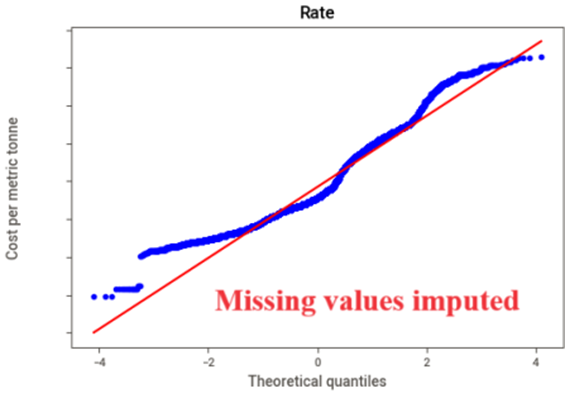 Rate
Cost per metric tonne
Missing values imputed
−4
−2
0
2
4
Theoretical quantiles